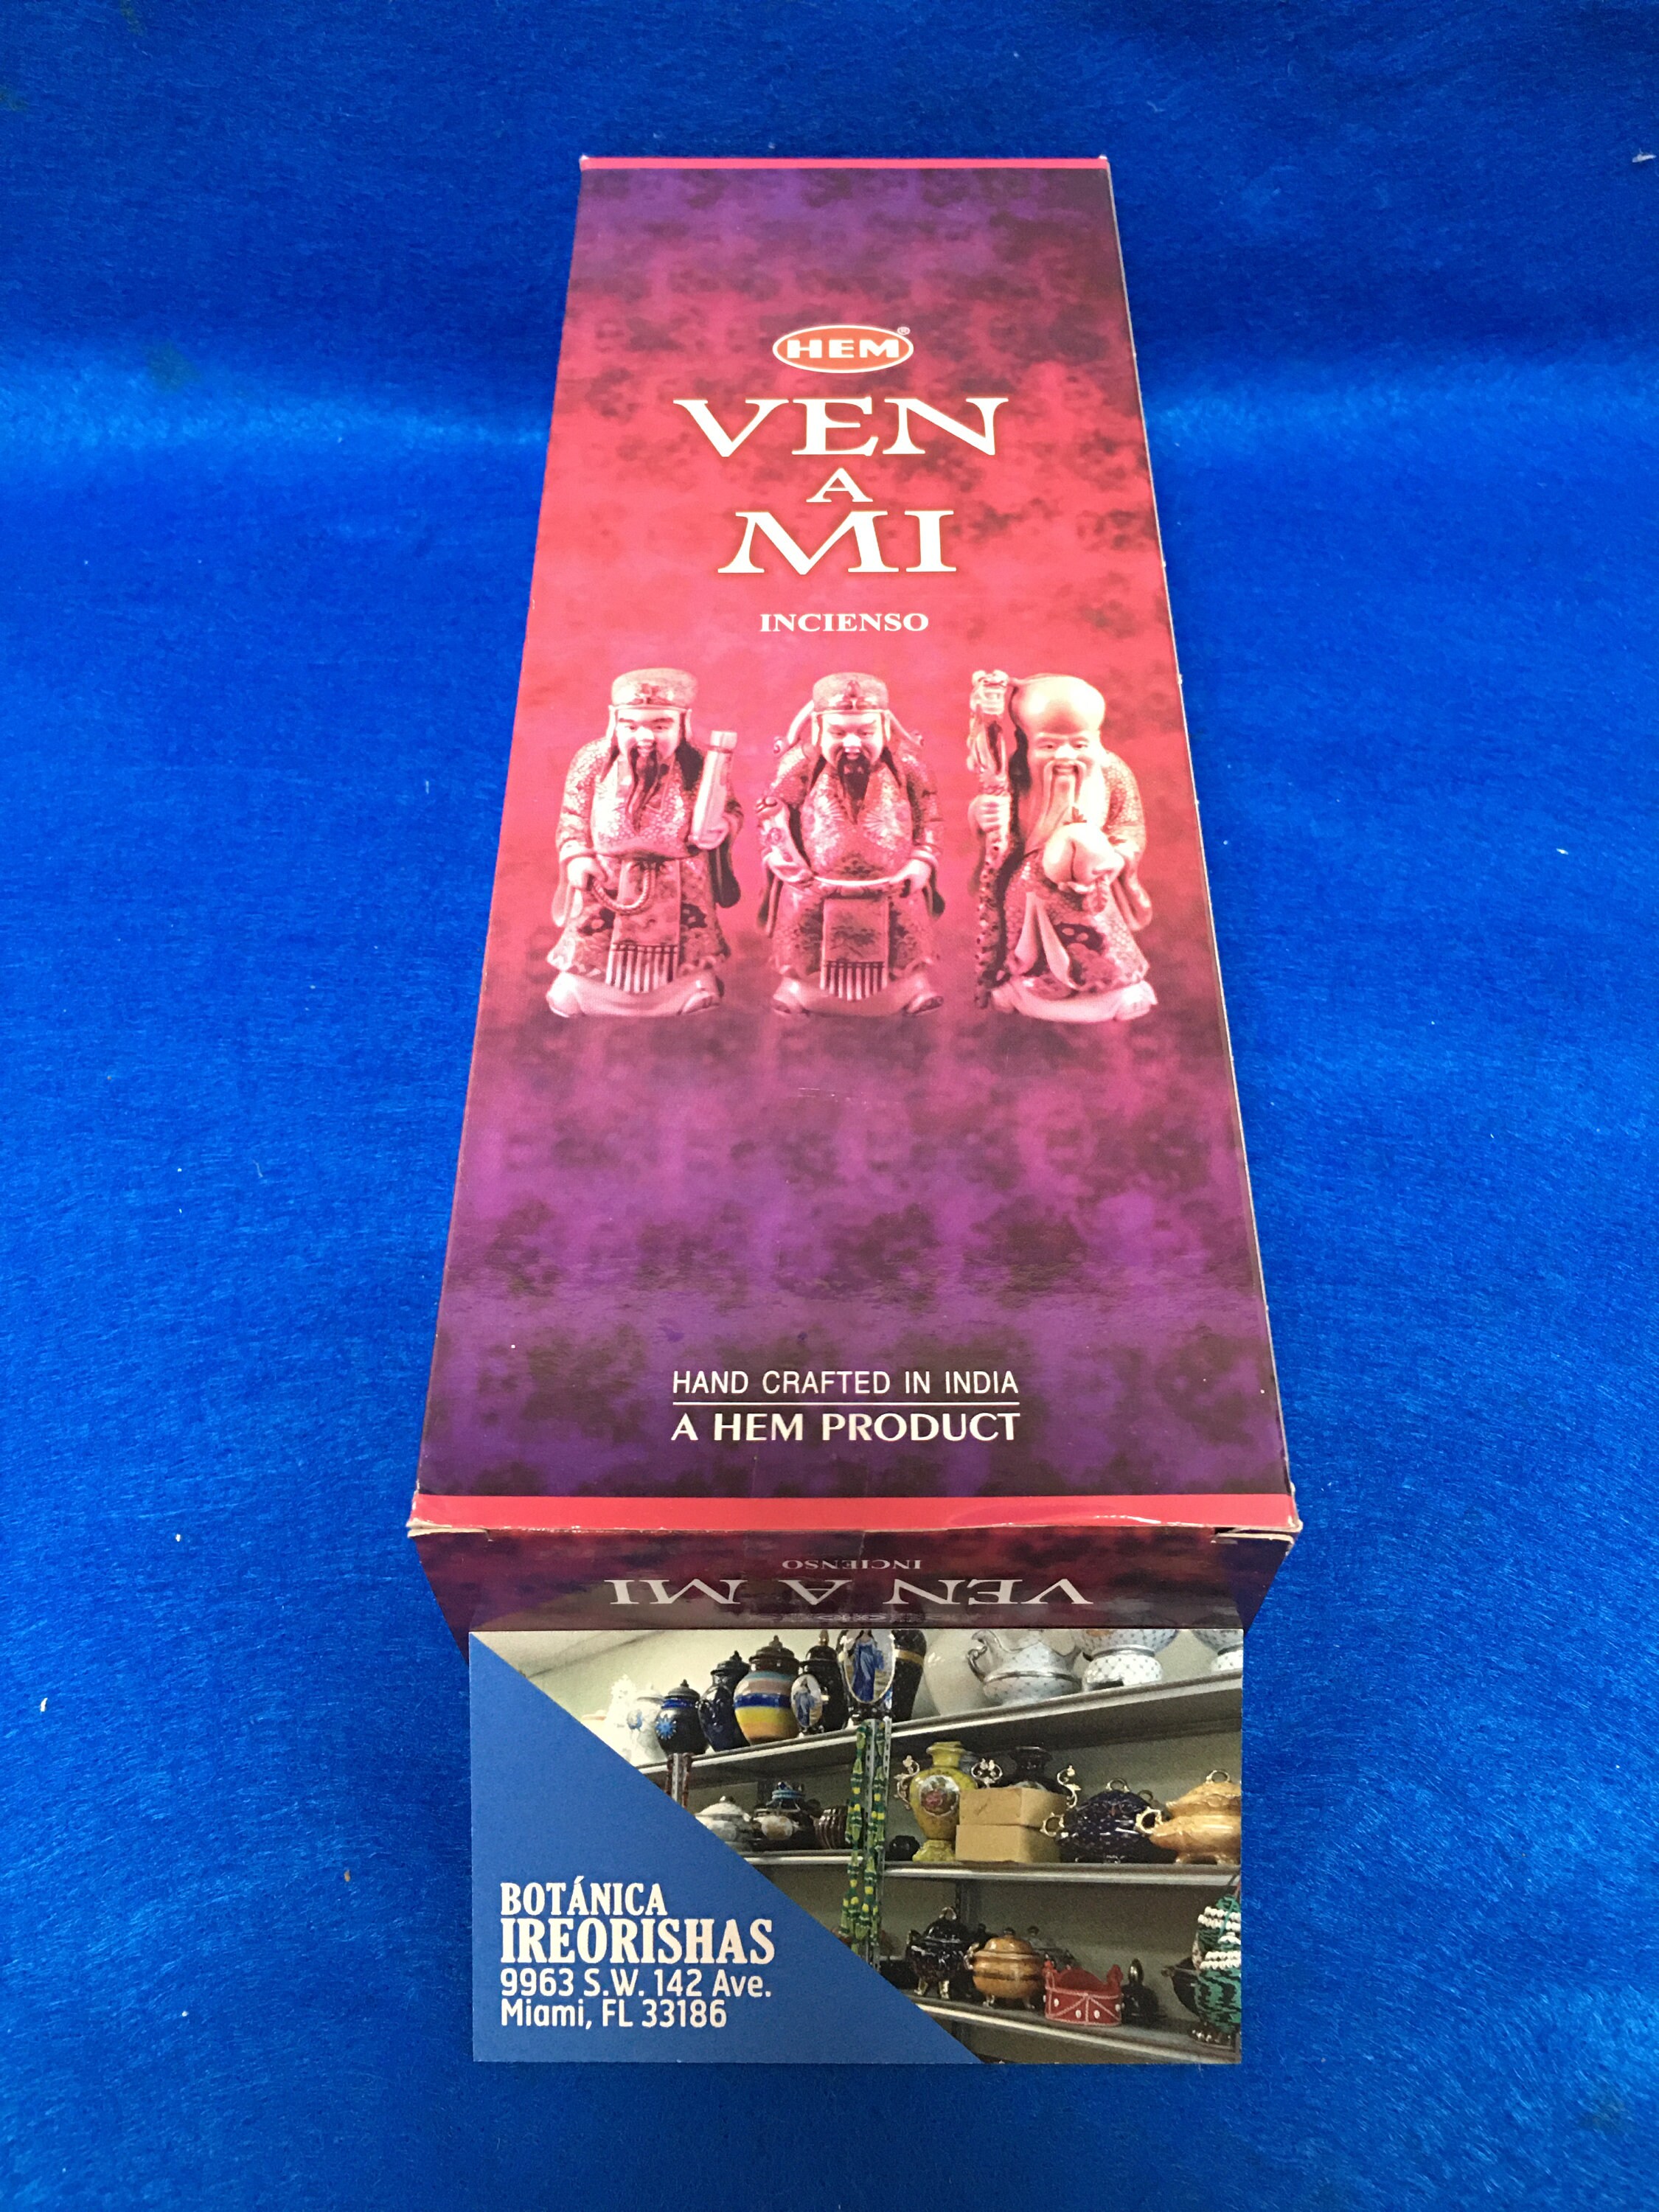 HEM®
VEN
A
MI
INCIENSO
HAND CRAFTED IN INDIA
A HEM PRODUCT
VEN A MI
INCIENSO
BOTÁNICA
IREORISHAS
9963 S.W. 142 Ave.
Miami, FL 33186